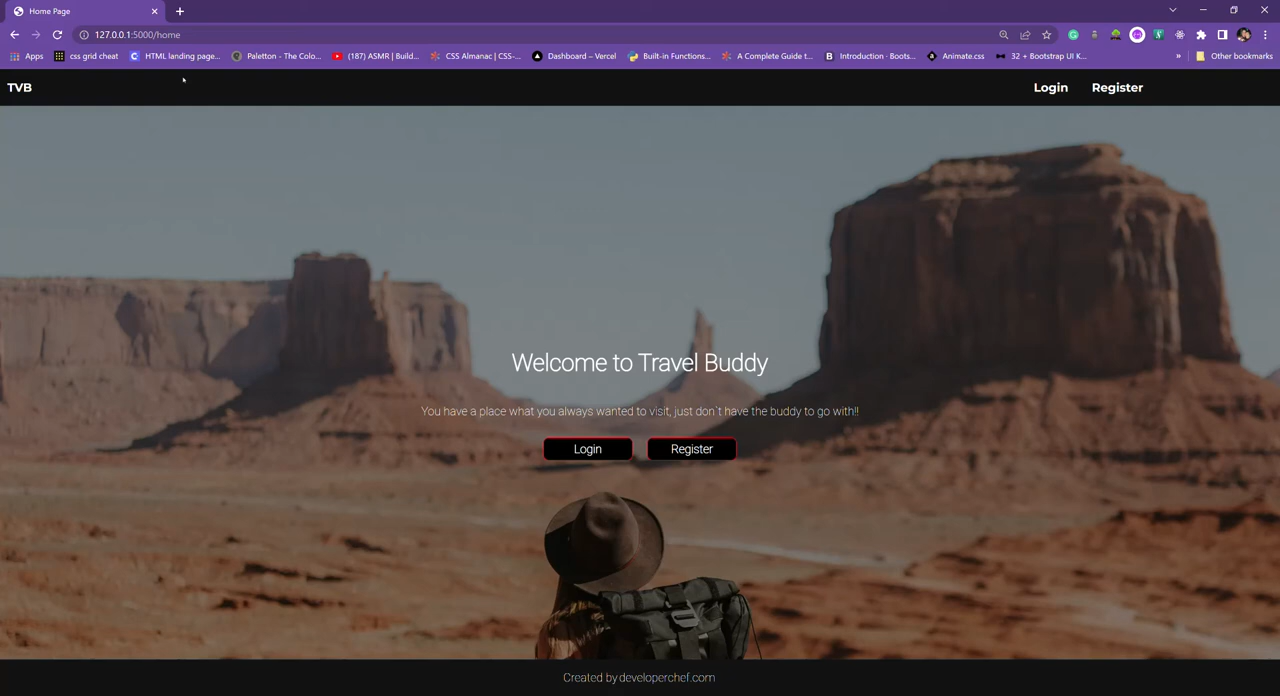 Home Page
127.0.0.1:5000/home
Apps css grid cheat HTML landing page... Paletton - The Colo... (187) ASMR | Build... CSS Almanac | CSS-... Dashboard – Vercel Built-in Functions... A Complete Guide t... Introduction · Boots... Animate.css 32 + Bootstrap UI K... » Other bookmarks
TVB Login Register
Welcome to Travel Buddy
You have a place what you always wanted to visit, just don´t have the buddy to go with!!
Login Register
Created by developerchef.com